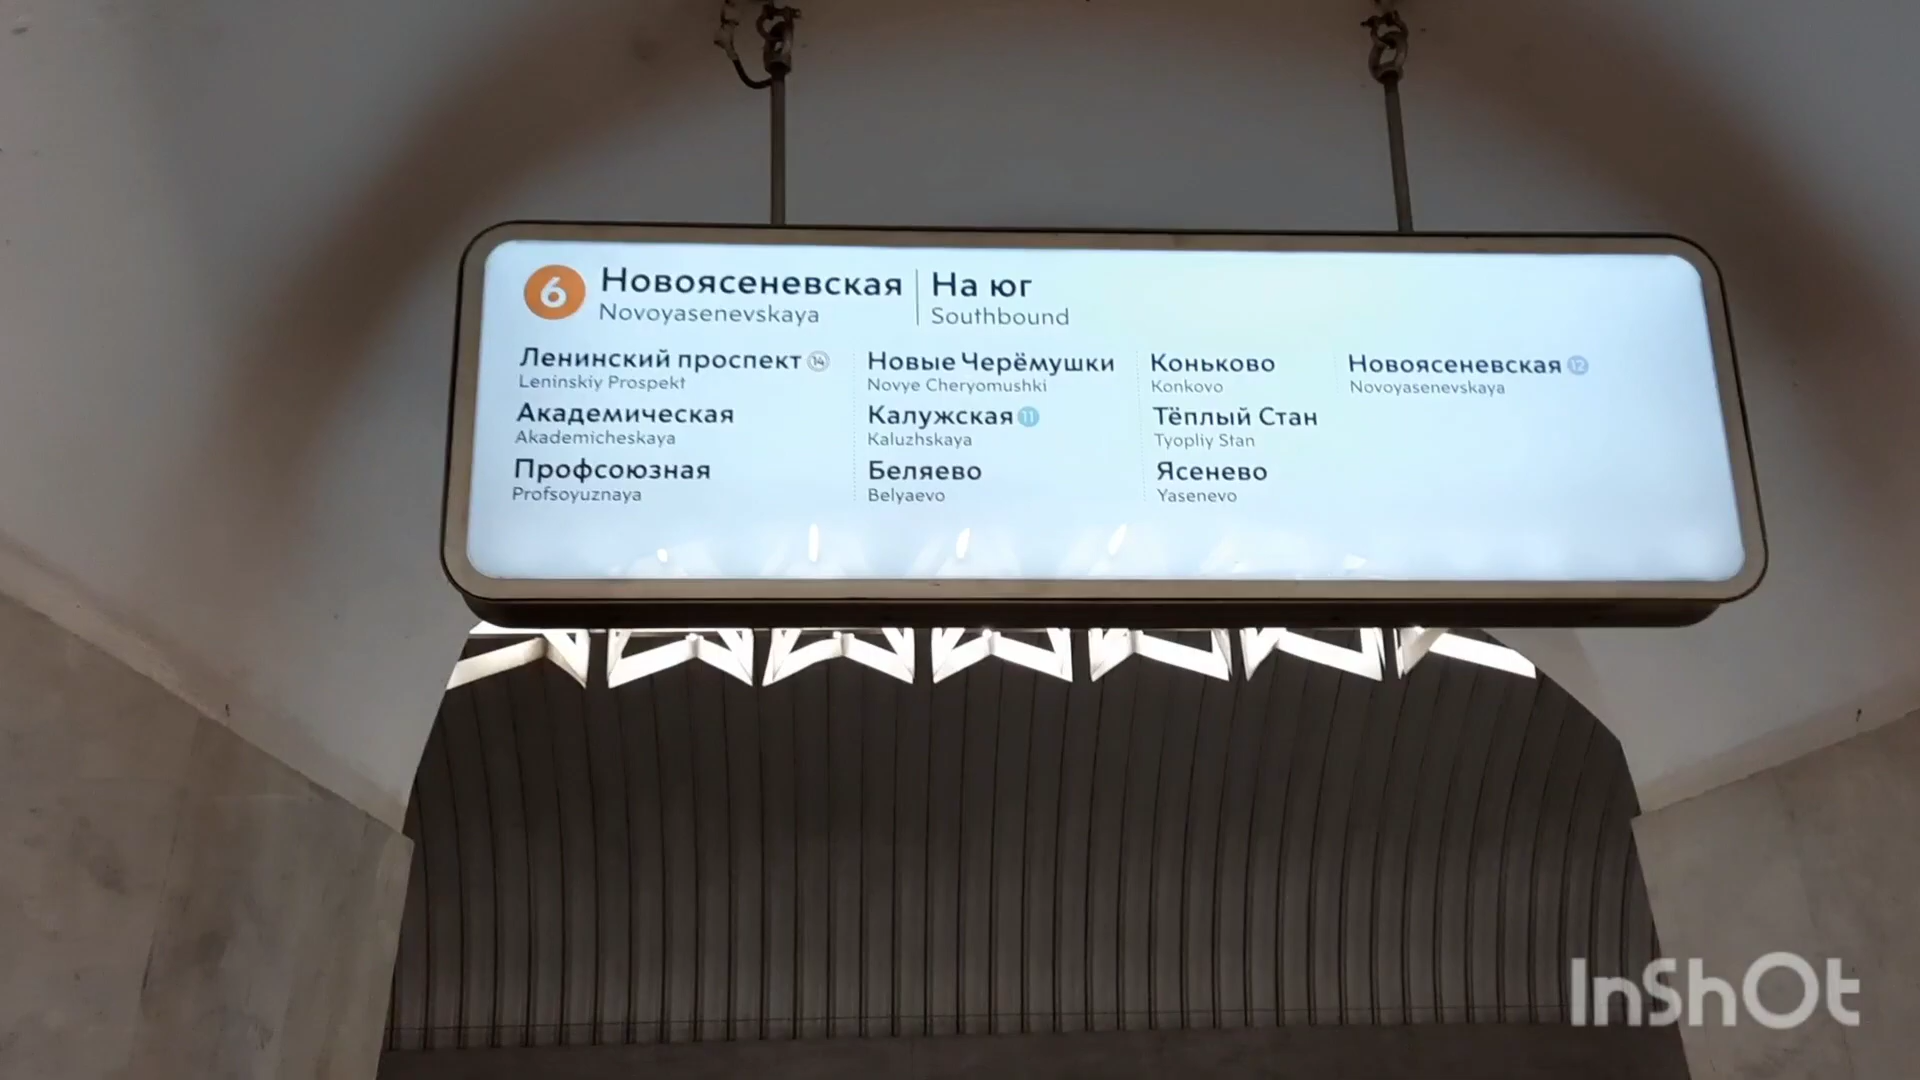 6 Новоясеневская | На юг
Novoyasenevskaya Southbound
Ленинский проспект 14
Leninskiy Prospekt
Академическая
Akademicheskaya
Профсоюзная
Profsoyuznaya
Новые Черёмушки
Novye Cheryomushki
Калужская 11
Kaluzhskaya
Беляево
Belyaevo
Коньково
Konkovo
Тёплый Стан
Tyopliy Stan
Ясенево
Yasenevo
Новоясеневская 12
Novoyasenevskaya
InShOt